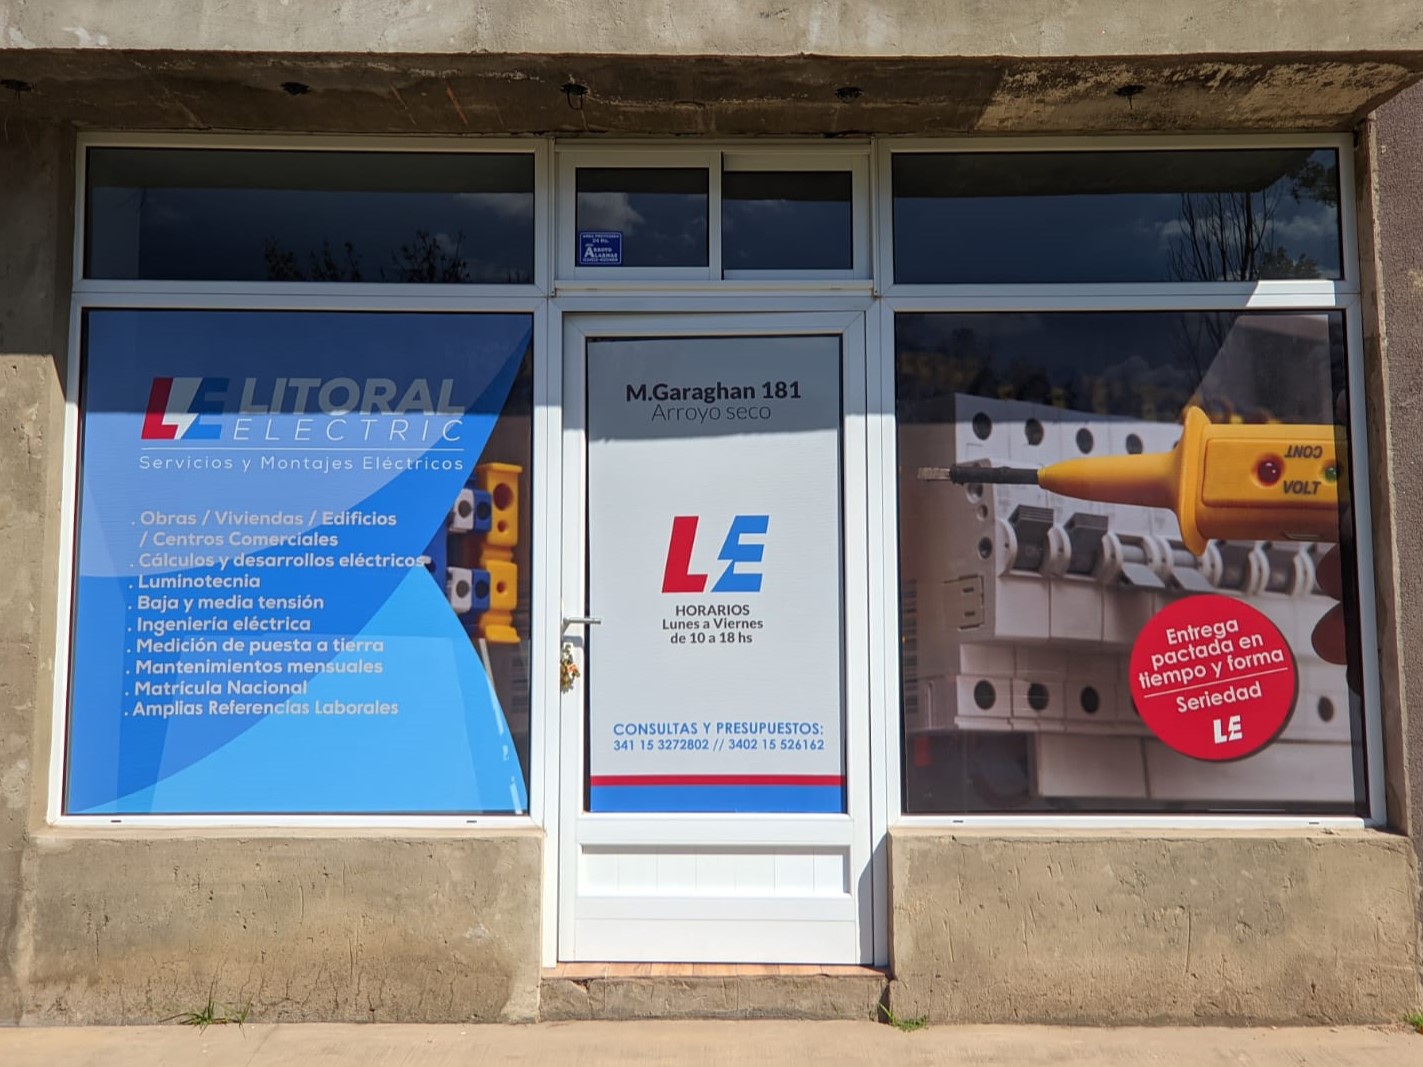 ARROYO
ALARMAS
LE LITORAL
ELECTRIC
Servicios y Montajes Eléctricos
. Obras / Viviendas / Edificios
/ Centros Comerciales
. Cálculos y desarrollos eléctricos
. Luminotecnia
. Baja y media tensión
. Ingeniería eléctrica
. Medición de puesta a tierra
. Mantenimientos mensuales
. Matrícula Nacional
. Amplias Referencias Laborales
M.Garaghan 181
Arroyo seco
LE
HORARIOS
Lunes a Viernes
de 10 a 18 hs
CONSULTAS Y PRESUPUESTOS:
341 15 3272802 // 3402 15 526162
CONT
VOLT
Entrega
pactada en
tiempo y forma
Seriedad
LE